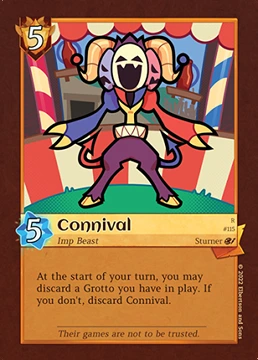 5
5
Connival
R
#115
Imp Beast
Sturner
At the start of your turn, you may
discard a Grotto you have in play. If
you don't, discard Connival.
Their games are not to be trusted.
© 2022 Elbertson and Sons